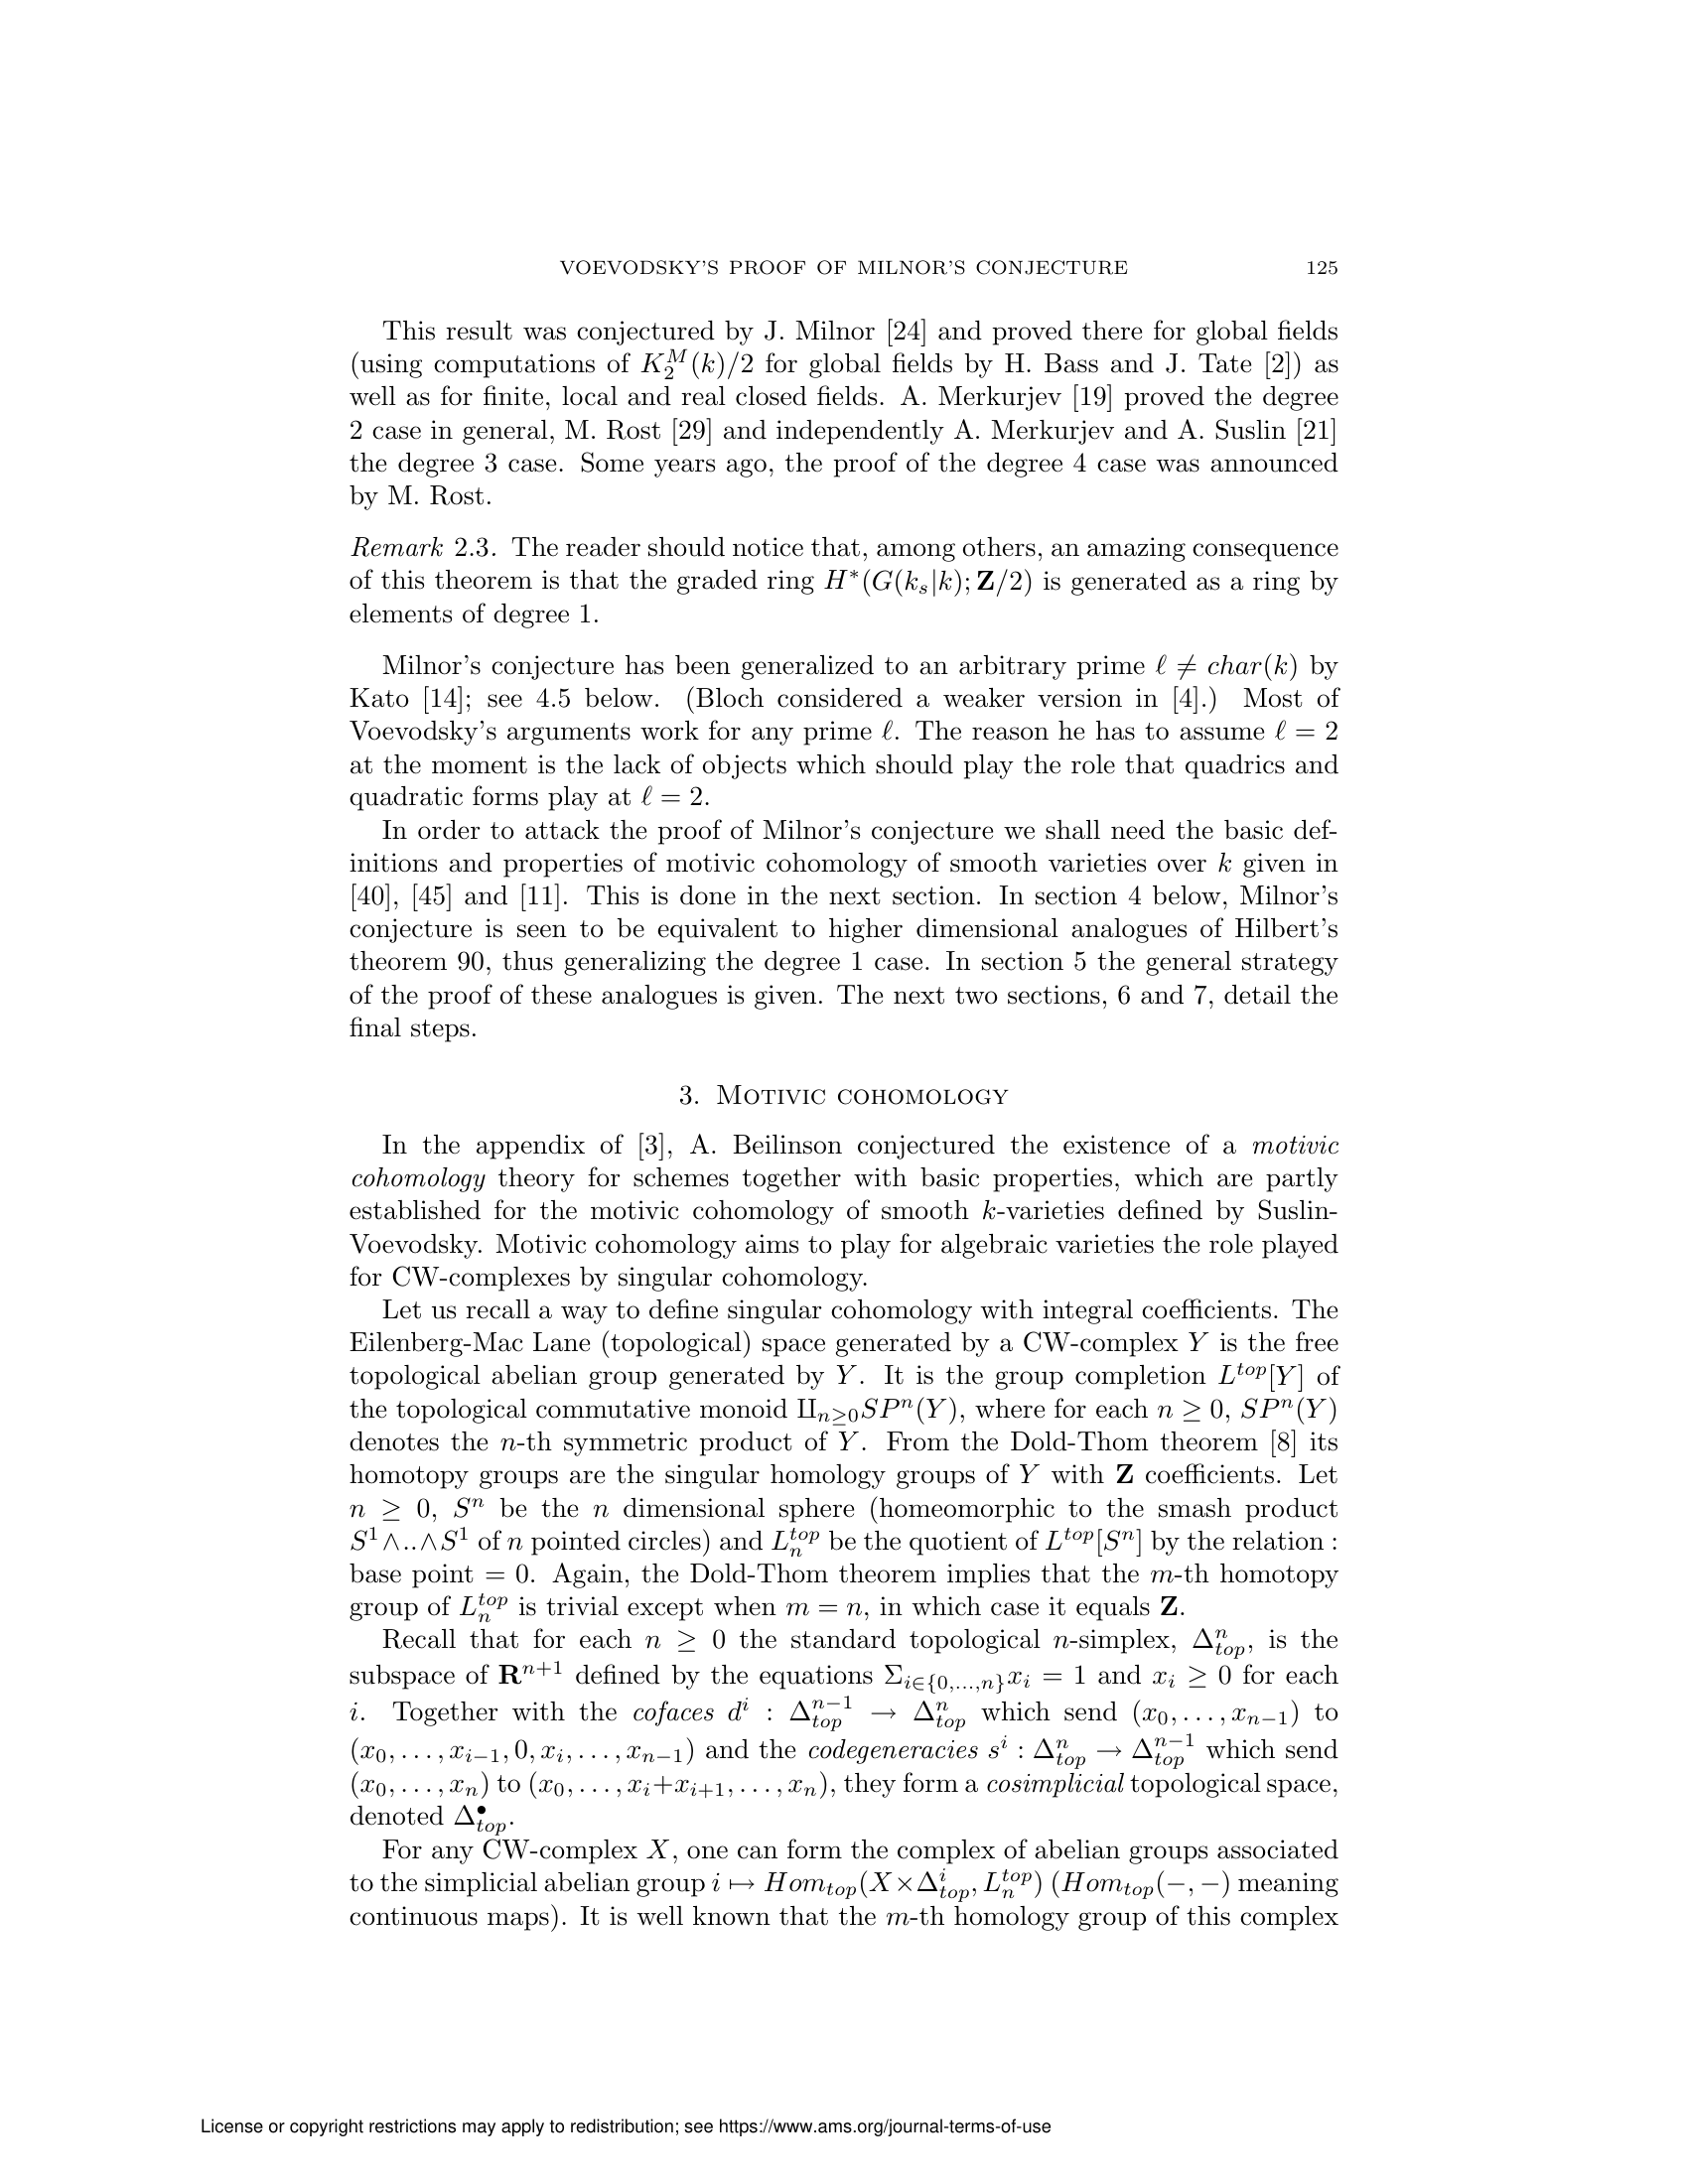 VOEVODSKY'S PROOF OF MILNOR'S CONJECTURE 125
This result was conjectured by J. Milnor [24] and proved there for global fields
(using computations of $K_2^M(k)/2$ for global fields by H. Bass and J. Tate [2]) as
well as for finite, local and real closed fields. A. Merkurjev [19] proved the degree
2 case in general, M. Rost [29] and independently A. Merkurjev and A. Suslin [21]
the degree 3 case. Some years ago, the proof of the degree 4 case was announced
by M. Rost.
Remark 2.3. The reader should notice that, among others, an amazing consequence
of this theorem is that the graded ring $H^*(G(k_s|k); \mathbf{Z}/2)$ is generated as a ring by
elements of degree 1.
Milnor's conjecture has been generalized to an arbitrary prime $\ell \neq char(k)$ by
Kato [14]; see 4.5 below. (Bloch considered a weaker version in [4].) Most of
Voevodsky's arguments work for any prime $\ell$. The reason he has to assume $\ell = 2$
at the moment is the lack of objects which should play the role that quadrics and
quadratic forms play at $\ell = 2$.
In order to attack the proof of Milnor's conjecture we shall need the basic def-
initions and properties of motivic cohomology of smooth varieties over $k$ given in
[40], [45] and [11]. This is done in the next section. In section 4 below, Milnor's
conjecture is seen to be equivalent to higher dimensional analogues of Hilbert's
theorem 90, thus generalizing the degree 1 case. In section 5 the general strategy
of the proof of these analogues is given. The next two sections, 6 and 7, detail the
final steps.
3. Motivic cohomology
In the appendix of [3], A. Beilinson conjectured the existence of a motivic
cohomology theory for schemes together with basic properties, which are partly
established for the motivic cohomology of smooth $k$-varieties defined by Suslin-
Voevodsky. Motivic cohomology aims to play for algebraic varieties the role played
for CW-complexes by singular cohomology.
Let us recall a way to define singular cohomology with integral coefficients. The
Eilenberg-Mac Lane (topological) space generated by a CW-complex $Y$ is the free
topological abelian group generated by $Y$. It is the group completion $L^{top}[Y]$ of
the topological commutative monoid $\amalg_{n\geq 0} SP^n(Y)$, where for each $n \geq 0$, $SP^n(Y)$
denotes the $n$-th symmetric product of $Y$. From the Dold-Thom theorem [8] its
homotopy groups are the singular homology groups of $Y$ with $\mathbf{Z}$ coefficients. Let
$n \geq 0$, $S^n$ be the $n$ dimensional sphere (homeomorphic to the smash product
$S^1 \wedge .. \wedge S^1$ of $n$ pointed circles) and $L_n^{top}$ be the quotient of $L^{top}[S^n]$ by the relation :
base point = 0. Again, the Dold-Thom theorem implies that the $m$-th homotopy
group of $L_n^{top}$ is trivial except when $m = n$, in which case it equals $\mathbf{Z}$.
Recall that for each $n \geq 0$ the standard topological $n$-simplex, $\Delta_{top}^n$, is the
subspace of $\mathbf{R}^{n+1}$ defined by the equations $\Sigma_{i\in\{0,\ldots,n\}} x_i = 1$ and $x_i \geq 0$ for each
$i$. Together with the cofaces $d^i : \Delta_{top}^{n-1} \to \Delta_{top}^n$ which send $(x_0, \ldots, x_{n-1})$ to
$(x_0, \ldots, x_{i-1}, 0, x_i, \ldots, x_{n-1})$ and the codegeneracies $s^i : \Delta_{top}^n \to \Delta_{top}^{n-1}$ which send
$(x_0, \ldots, x_n)$ to $(x_0, \ldots, x_i+x_{i+1}, \ldots, x_n)$, they form a cosimplicial topological space,
denoted $\Delta_{top}^{\bullet}$.
For any CW-complex $X$, one can form the complex of abelian groups associated
to the simplicial abelian group $i \mapsto Hom_{top}(X \times \Delta_{top}^i, L_n^{top})$ ($Hom_{top}(-,-)$ meaning
continuous maps). It is well known that the $m$-th homology group of this complex
License or copyright restrictions may apply to redistribution; see https://www.ams.org/journal-terms-of-use